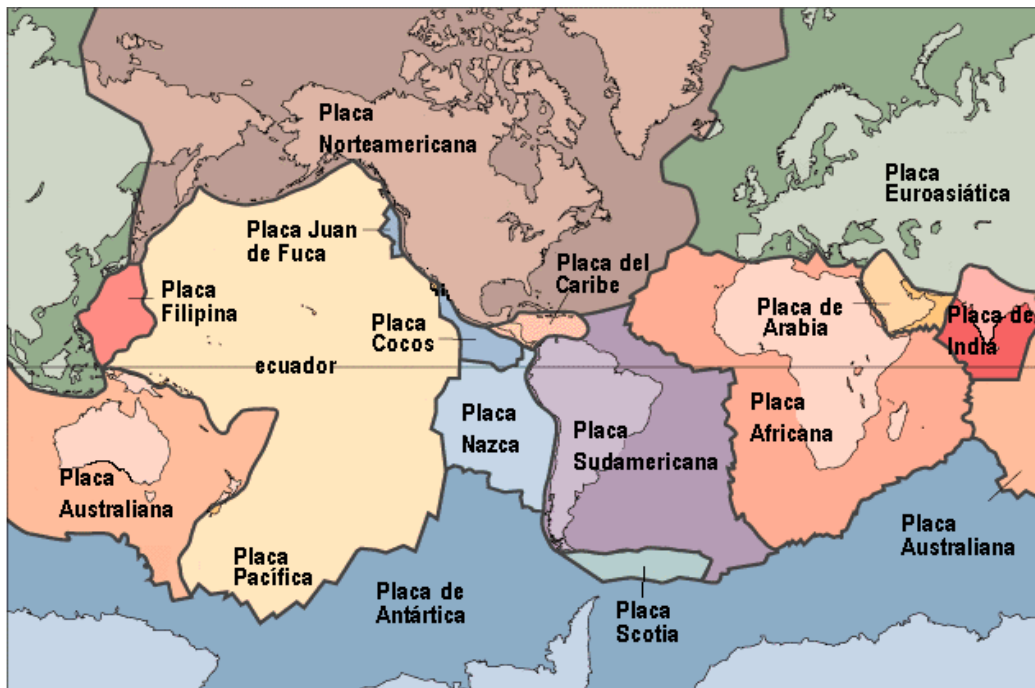 Placa
Norteamericana
Placa
Euroasiática
Placa Juan
de Fuca
Placa del
Caribe
Placa
Filipina
Placa de
Arabia
Placa de
India
Placa
Cocos
ecuador
Placa
Nazca
Placa
Sudamericana
Placa
Africana
Placa
Australiana
Placa
Australiana
Placa
Pacífica
Placa de
Antártica
Placa
Scotia